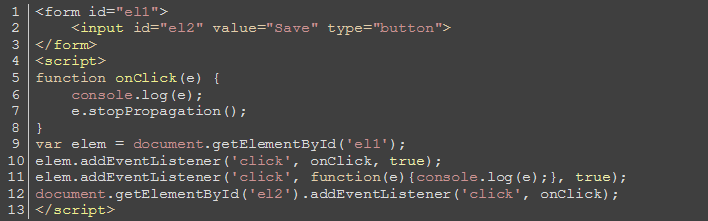 1 <form id="el1">
2     <input id="el2" value="Save" type="button">
3 </form>
4 <script>
5 function onClick(e) {
6     console.log(e);
7     e.stopPropagation();
8 }
9 var elem = document.getElementById('el1');
10 elem.addEventListener('click', onClick, true);
11 elem.addEventListener('click', function(e){console.log(e);}, true);
12 document.getElementById('el2').addEventListener('click', onClick);
13 </script>